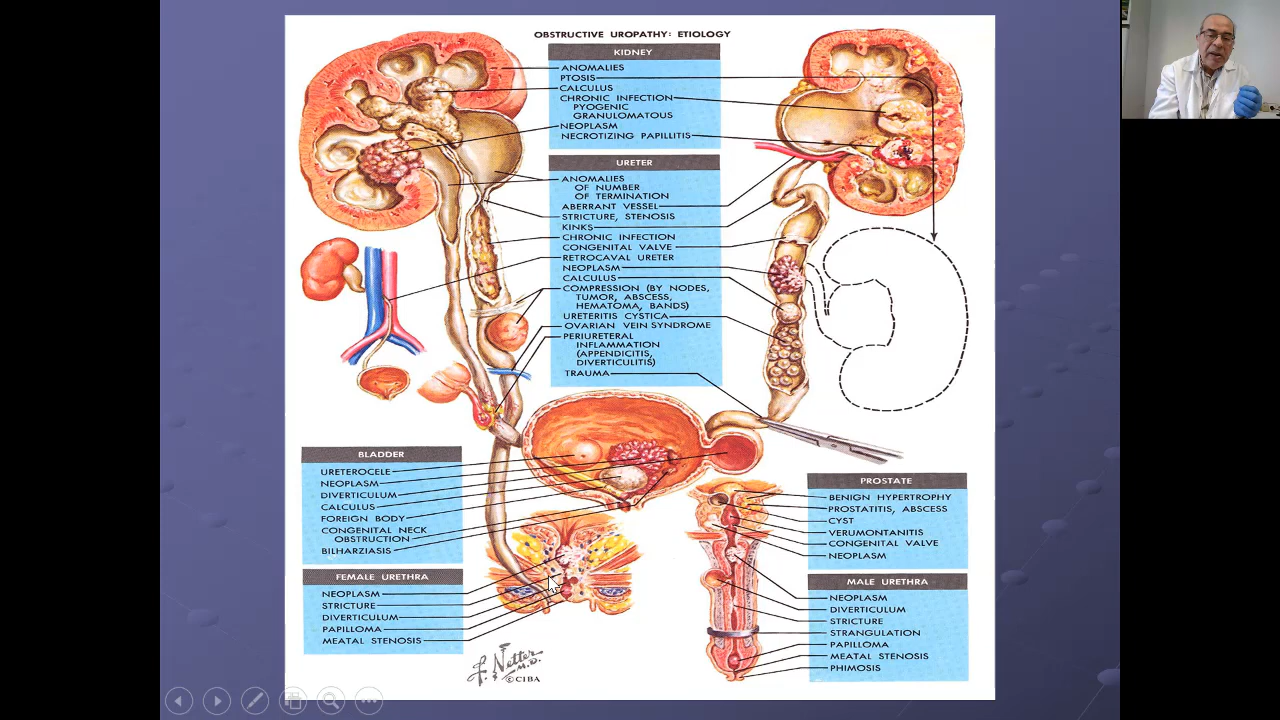 OBSTRUCTIVE UROPATHY: ETIOLOGY
KIDNEY
ANOMALIES
PTOSIS
CALCULUS
CHRONIC INFECTION
PYOGENIC
GRANULOMATOUS
NEOPLASM
NECROTIZING PAPILLITIS
URETER
ANOMALIES
OF NUMBER
OF TERMINATION
ABERRANT VESSEL
STRICTURE, STENOSIS
KINKS
CHRONIC INFECTION
CONGENITAL VALVE
RETROCAVAL URETER
NEOPLASM
CALCULUS
COMPRESSION (BY NODES,
TUMOR, ABSCESS,
HEMATOMA, BANDS)
URETERITIS CYSTICA
OVARIAN VEIN SYNDROME
PERIURETERAL
INFLAMMATION
(APPENDICITIS,
DIVERTICULITIS)
TRAUMA
BLADDER
URETEROCELE
NEOPLASM
DIVERTICULUM
CALCULUS
FOREIGN BODY
CONGENITAL NECK
OBSTRUCTION
BILHARZIASIS
FEMALE URETHRA
NEOPLASM
STRICTURE
DIVERTICULUM
PAPILLOMA
MEATAL STENOSIS
PROSTATE
BENIGN HYPERTROPHY
PROSTATITIS, ABSCESS
CYST
VERUMONTANITIS
CONGENITAL VALVE
NEOPLASM
MALE URETHRA
NEOPLASM
DIVERTICULUM
STRICTURE
STRANGULATION
PAPILLOMA
MEATAL STENOSIS
PHIMOSIS
F. Netter
M.D.
© CIBA